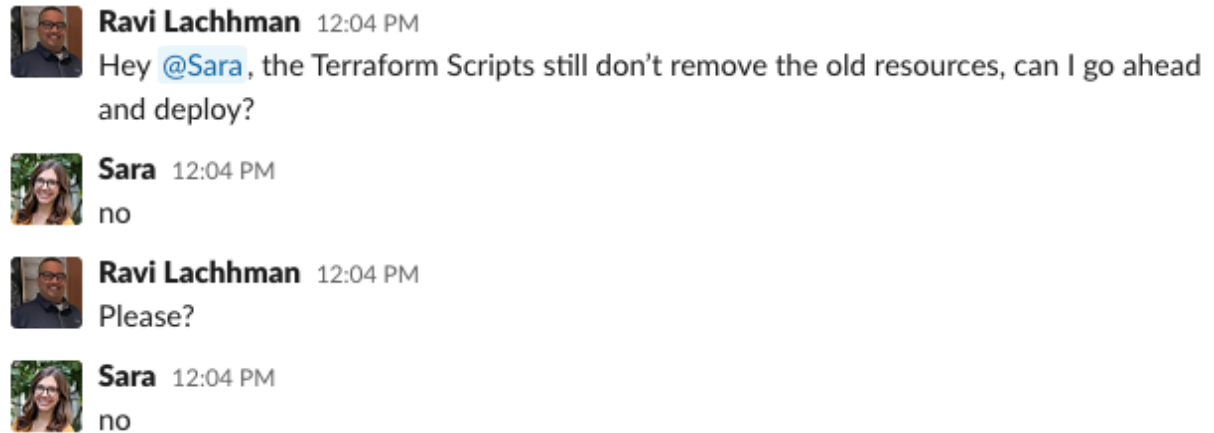 Ravi Lachhman 12:04 PM
Hey @Sara, the Terraform Scripts still don’t remove the old resources, can I go ahead
and deploy?
Sara 12:04 PM
no
Ravi Lachhman 12:04 PM
Please?
Sara 12:04 PM
no